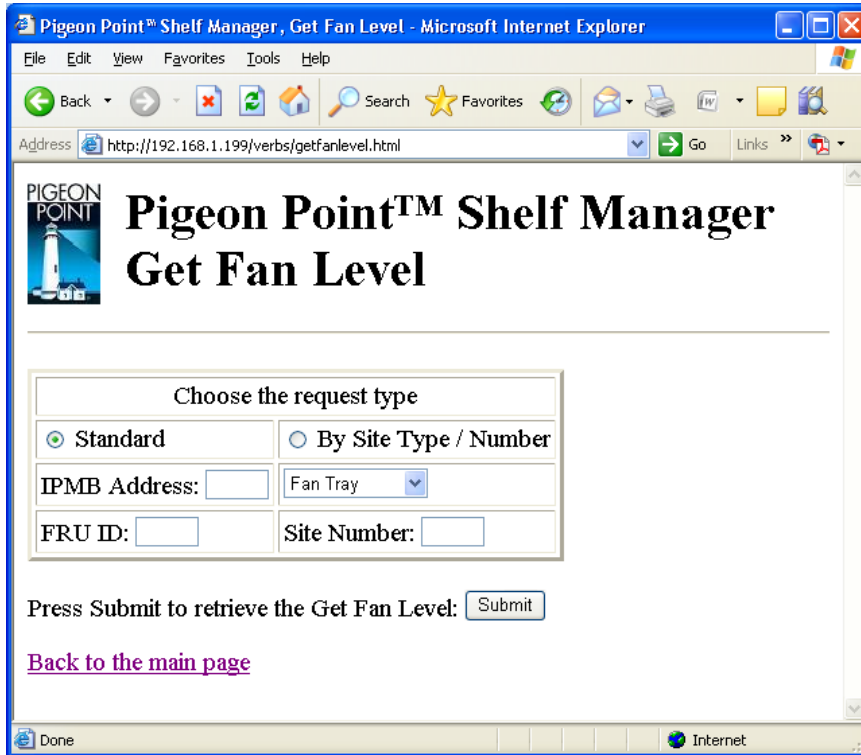 Pigeon Point™ Shelf Manager, Get Fan Level - Microsoft Internet Explorer
File Edit View Favorites Tools Help
Back Search Favorites
Address http://192.168.1.199/verbs/getfanlevel.html Go Links »
PIGEON
POINT
Pigeon Point™ Shelf Manager
Get Fan Level
Choose the request type
Standard By Site Type / Number
IPMB Address: Fan Tray
FRU ID: Site Number:
Press Submit to retrieve the Get Fan Level: Submit
Back to the main page
Done Internet